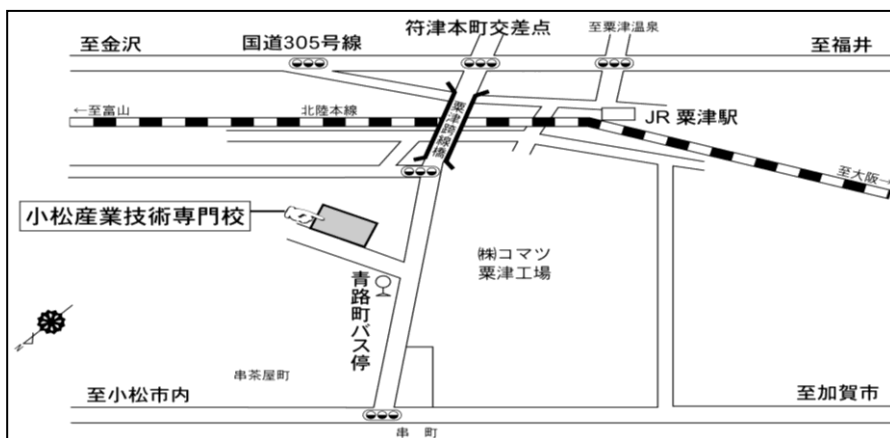 符津本町交差点
至粟津温泉
至金沢
国道305号線
至福井
←至富山
北陸本線
JR 粟津駅
粟津跨線橋
至大阪→
小松産業技術専門校
㈱コマツ
粟津工場
青路町バス停
N
串茶屋町
至小松市内
至加賀市
串 町